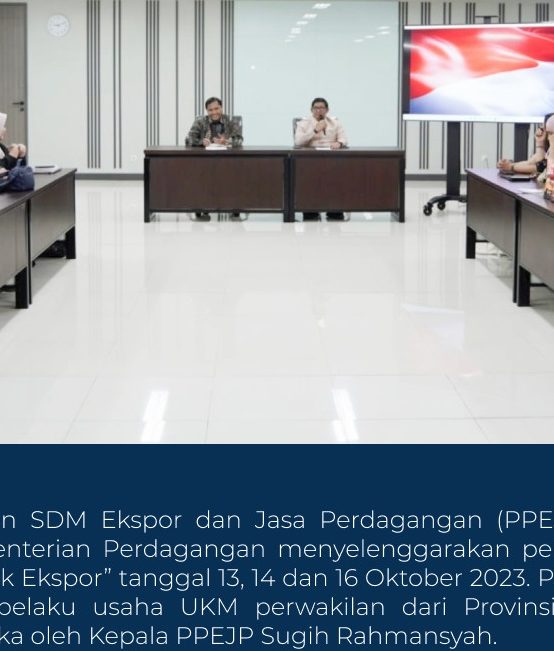 n SDM Ekspor dan Jasa Perdagangan (PPE
enterian Perdagangan menyelenggarakan pe
k Ekspor” tanggal 13, 14 dan 16 Oktober 2023. P
pelaku usaha UKM perwakilan dari Provinsi
ka oleh Kepala PPEJP Sugih Rahmansyah.